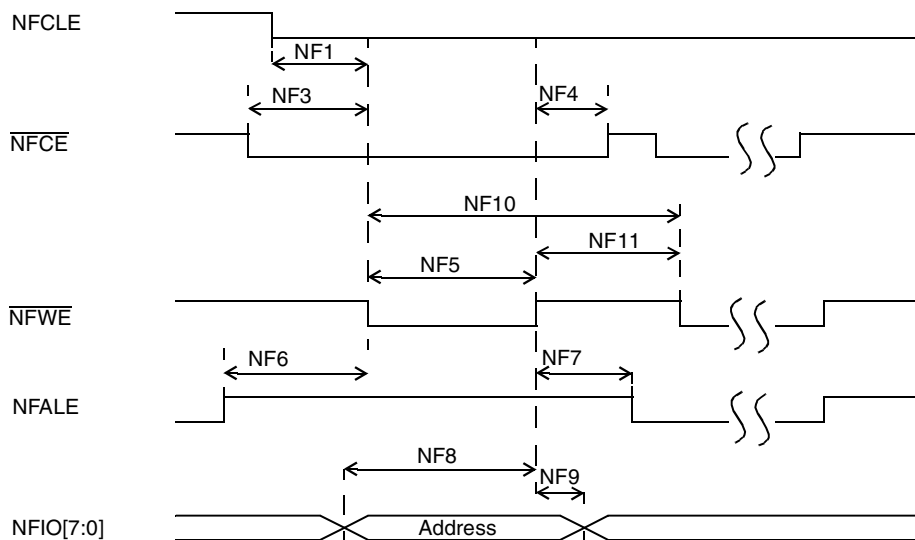 NFCLE
NF1
NF3
NF4
NFCE
NF10
NF11
NF5
NFWE
NF6
NF7
NFALE
NF8
NF9
NFIO[7:0]
Address